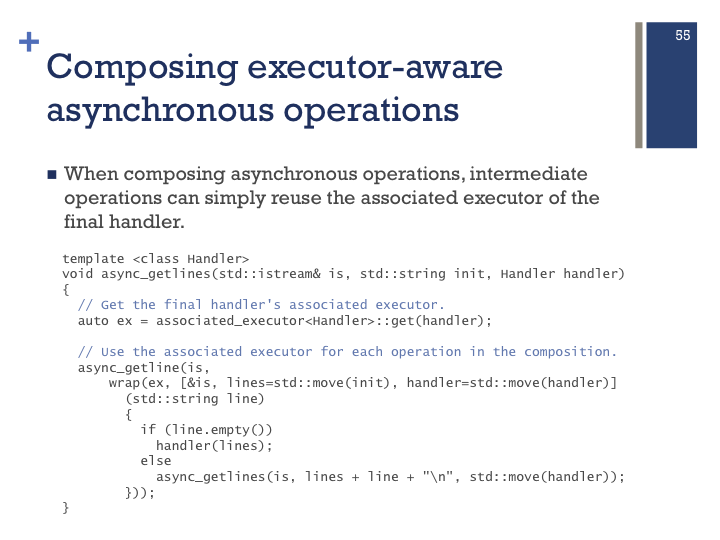 55
+
Composing executor-aware
asynchronous operations
■ When composing asynchronous operations, intermediate
operations can simply reuse the associated executor of the
final handler.
template <class Handler>
void async_getlines(std::istream& is, std::string init, Handler handler)
{
  // Get the final handler's associated executor.
  auto ex = associated_executor<Handler>::get(handler);

  // Use the associated executor for each operation in the composition.
  async_getline(is,
      wrap(ex, [&is, lines=std::move(init), handler=std::move(handler)]
        (std::string line)
        {
          if (line.empty())
            handler(lines);
          else
            async_getlines(is, lines + line + "\n", std::move(handler));
        }));
}